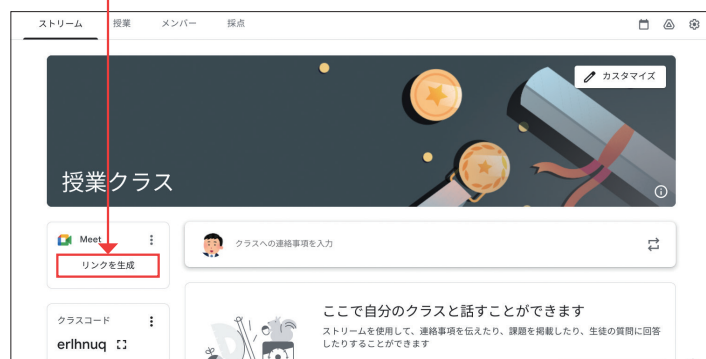 ストリーム 授業 メンバー 採点
カスタマイズ
授業クラス
Meet
リンクを生成
クラスへの連絡事項を入力
クラスコード
erlhnuq
ここで自分のクラスと話すことができます
ストリームを使用して、連絡事項を伝えたり、課題を掲載したり、生徒の質問に回答
したりすることができます